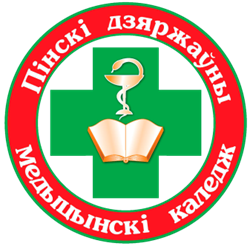 Пінскі дзяржаўны
медыцынскі каледж